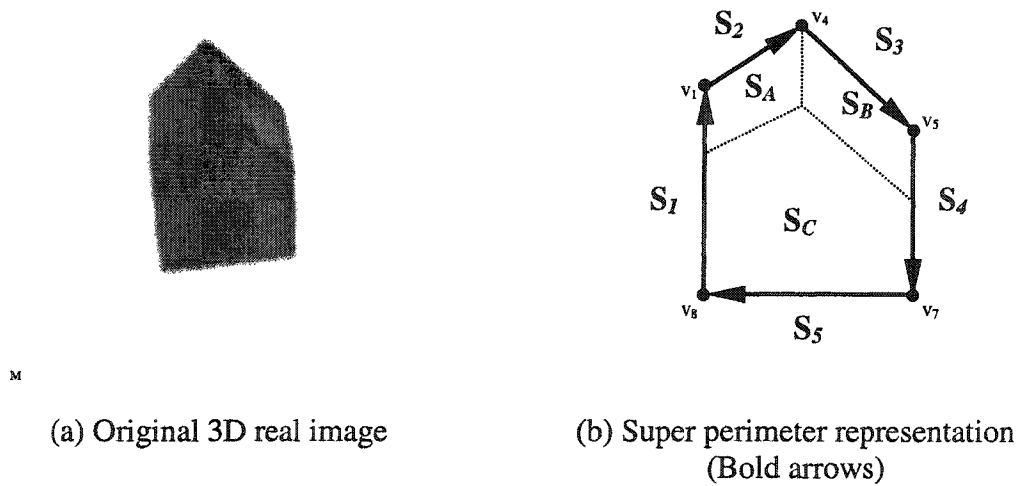 S2
v4
S3
v1
SA
SB
v5
S1
S4
SC
v8
v7
S5
M
(a) Original 3D real image
(b) Super perimeter representation
(Bold arrows)